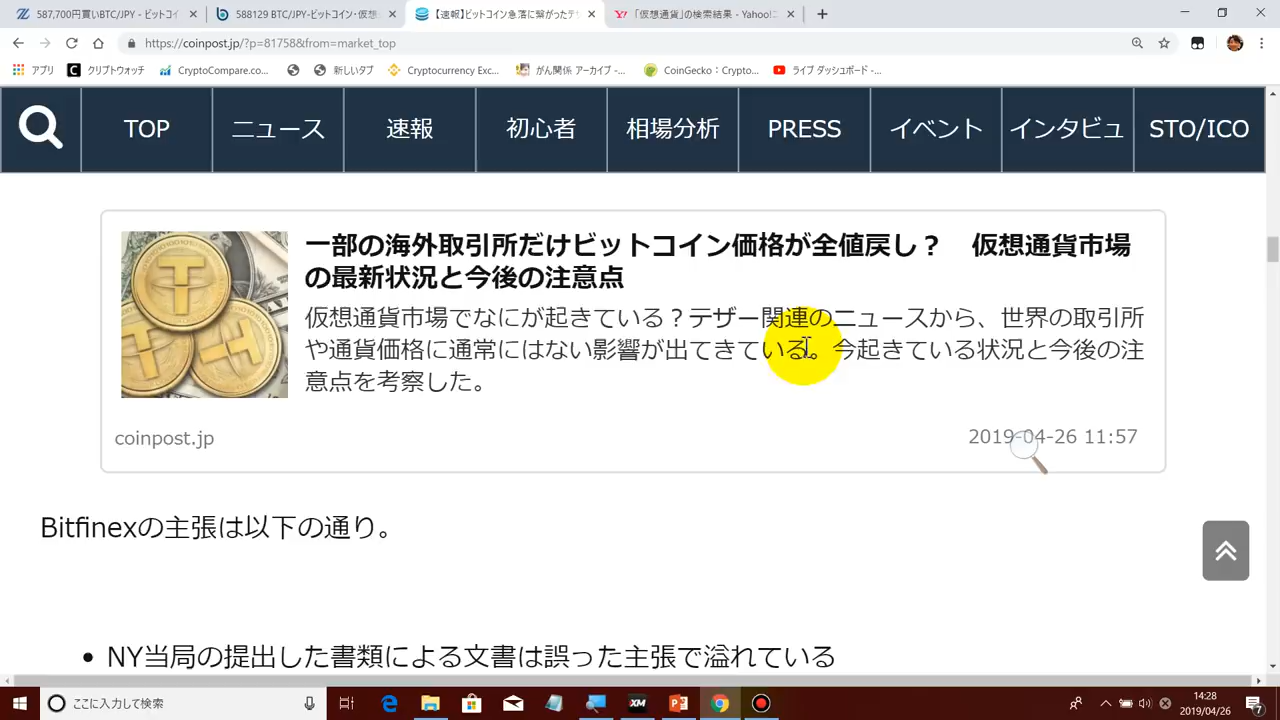 587,700円買いBTC/JPY - ビットコイ
588129 BTC/JPY-ビットコイン・仮想
【速報】ビットコイン急落に繋がったテザ
「仮想通貨」の検索結果 - Yahoo!ニ
https://coinpost.jp/?p=81758&from=market_top
アプリ
クリプトウォッチ
CryptoCompare.co...
新しいタブ
Cryptocurrency Exc...
がん関係 アーカイブ -...
CoinGecko：Crypto...
ライブ ダッシュボード -...
TOP
ニュース
速報
初心者
相場分析
PRESS
イベント
インタビュ
STO/ICO
一部の海外取引所だけビットコイン価格が全値戻し？　仮想通貨市場
の最新状況と今後の注意点
仮想通貨市場でなにが起きている？テザー関連のニュースから、世界の取引所
や通貨価格に通常にはない影響が出てきている。今起きている状況と今後の注
意点を考察した。
coinpost.jp
2019-04-26 11:57
Bitfinexの主張は以下の通り。
• NY当局の提出した書類による文書は誤った主張で溢れている
ここに入力して検索
XM
14:28
2019/04/26
7